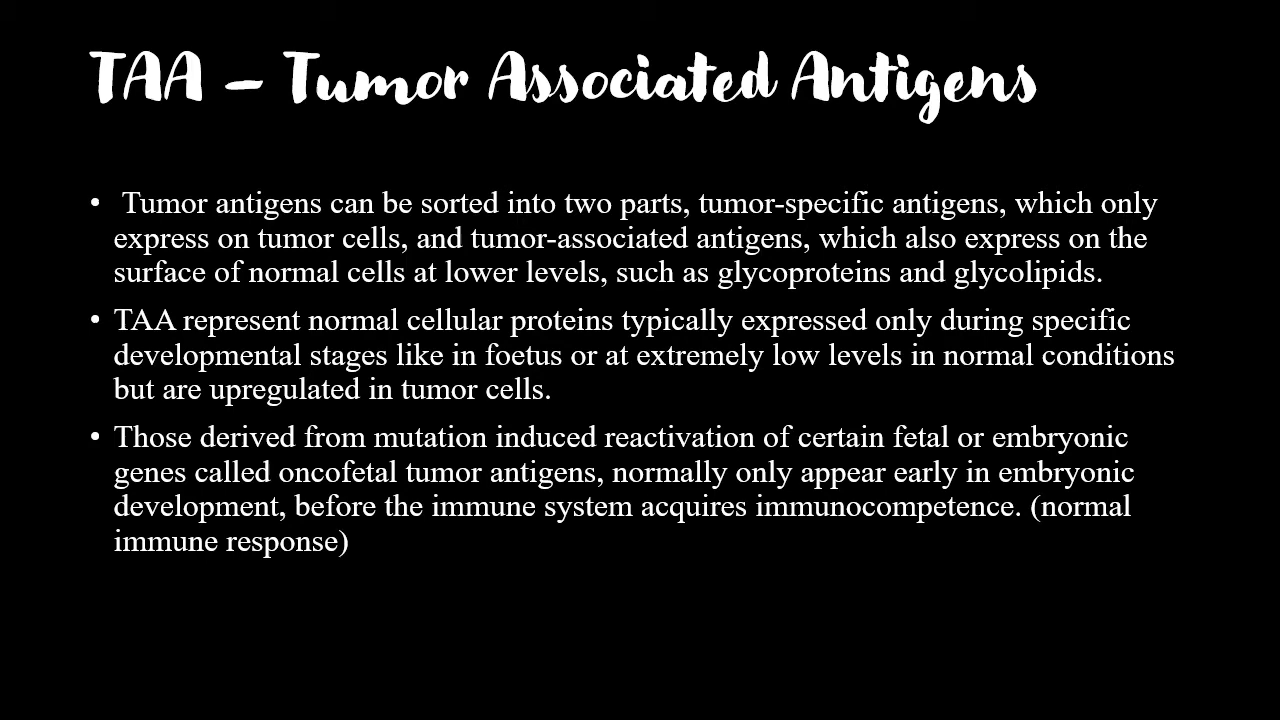 TAA – Tumor Associated Antigens
• Tumor antigens can be sorted into two parts, tumor-specific antigens, which only
express on tumor cells, and tumor-associated antigens, which also express on the
surface of normal cells at lower levels, such as glycoproteins and glycolipids.
• TAA represent normal cellular proteins typically expressed only during specific
developmental stages like in foetus or at extremely low levels in normal conditions
but are upregulated in tumor cells.
• Those derived from mutation induced reactivation of certain fetal or embryonic
genes called oncofetal tumor antigens, normally only appear early in embryonic
development, before the immune system acquires immunocompetence. (normal
immune response)